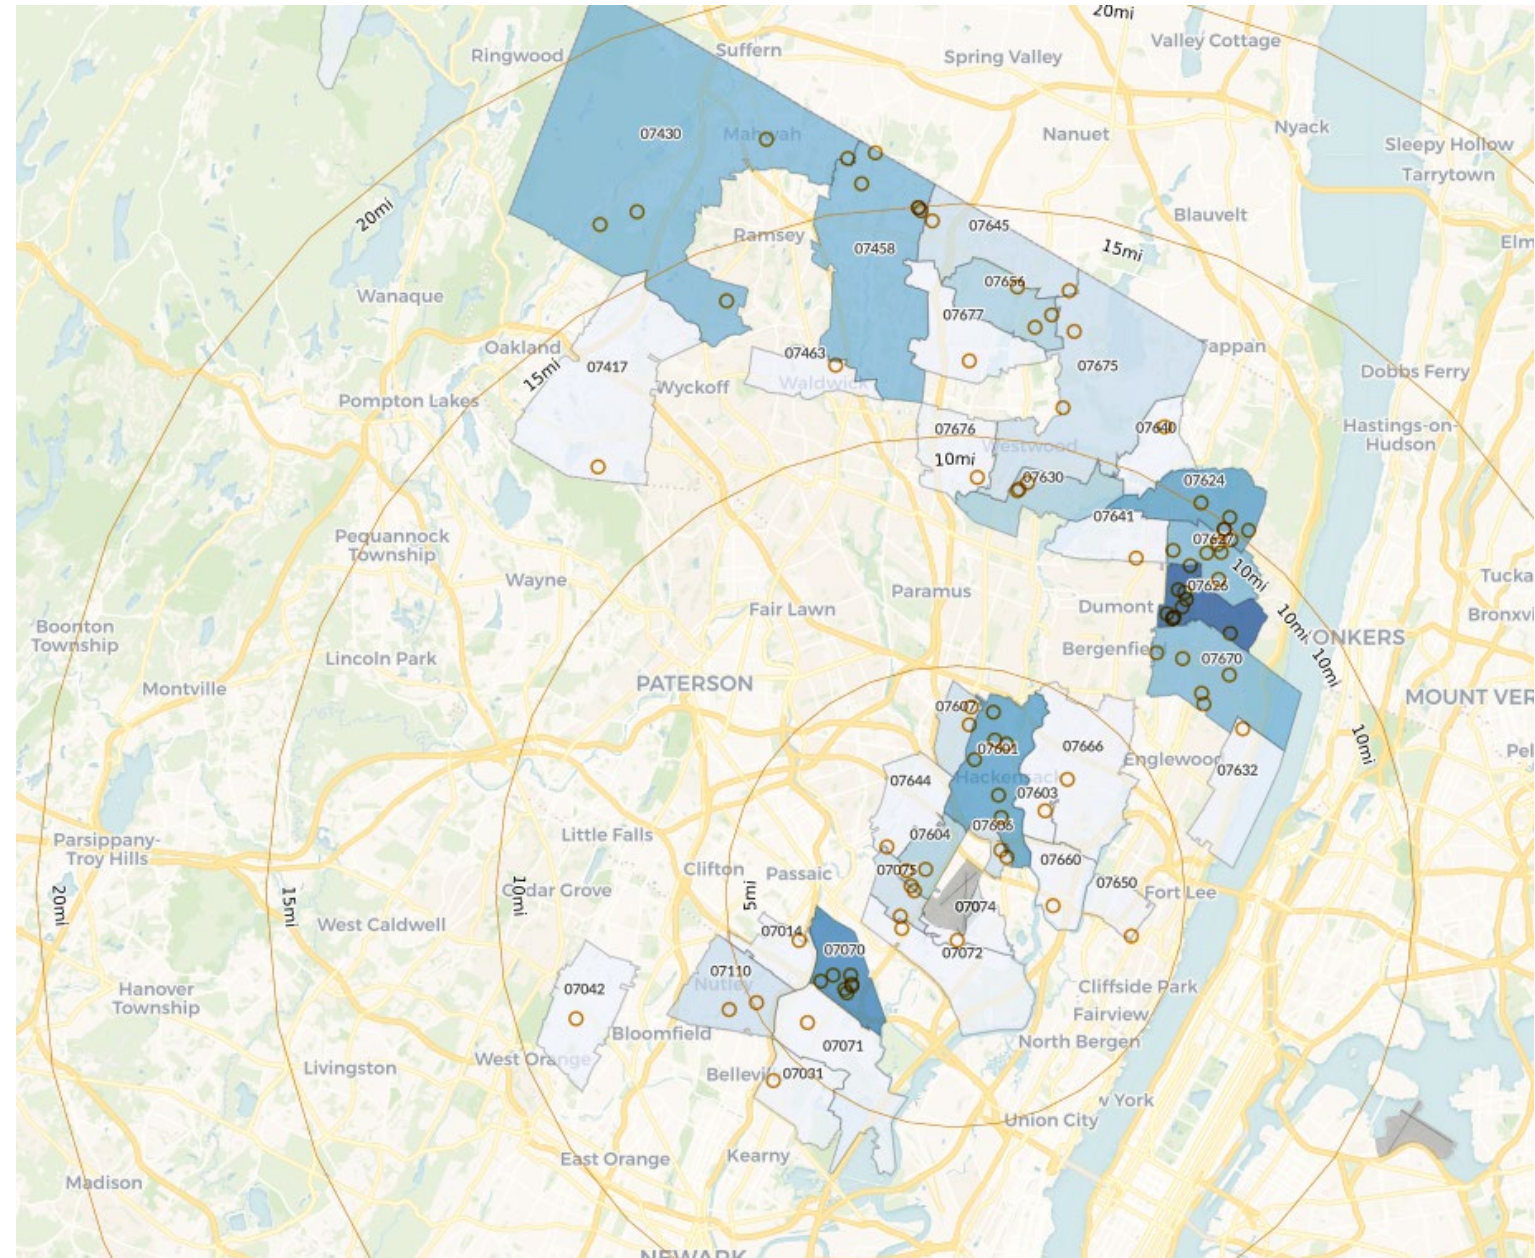 20mi
Ringwood
Suffern
Spring Valley
Valley Cottage
07430
Mahwah
Nanuet
Nyack
Sleepy Hollow
Tarrytown
20mi
Ramsey
07458
07645
15mi
Blauvelt
Elm
Wanaque
07656
07677
Oakland
15mi
07417
07463
Waldwick
Wyckoff
07675
Tappan
Dobbs Ferry
Pompton Lakes
07676
Westwood
07640
Hastings-on-
Hudson
10mi
07630
07624
07641
07627
Pequannock
Township
Wayne
Paramus
10mi
Tucka
07626
Fair Lawn
Dumont
10mi
Bronxvi
Boonton
Township
Lincoln Park
Bergenfield
ONKERS
07670
10mi
Montville
PATERSON
MOUNT VER
07607
07601
07666
Englewood
10mi
Pel
07632
Hackensack
07644
07603
Little Falls
07604
07606
Parsippany-
Troy Hills
Clifton
Passaic
07075
07660
07650
Fort Lee
20mi
15mi
10mi
Cedar Grove
5mi
07074
West Caldwell
07014
07070
07072
07110
Nutley
07042
Cliffside Park
Hanover
Township
Fairview
Bloomfield
07071
North Bergen
West Orange
Livingston
Belleville
07031
w York
Union City
East Orange
Kearny
Madison
NEWARK